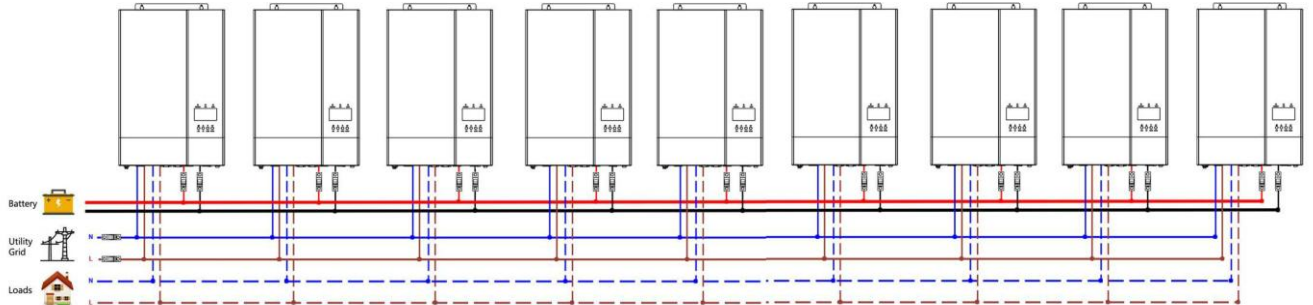 Battery
Utility
Grid
N
L
Loads
N
L